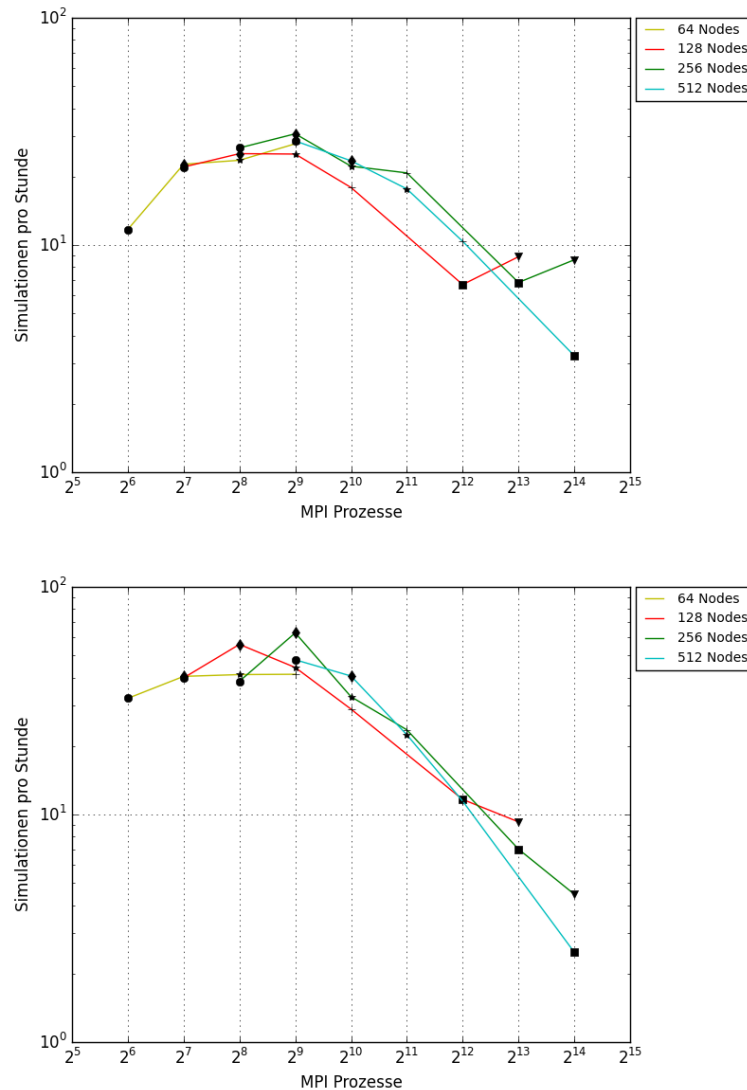 10²
64 Nodes
128 Nodes
256 Nodes
512 Nodes
Simulationen pro Stunde
10¹
10⁰
2⁵ 2⁶ 2⁷ 2⁸ 2⁹ 2¹⁰ 2¹¹ 2¹² 2¹³ 2¹⁴ 2¹⁵
MPI Prozesse
10²
64 Nodes
128 Nodes
256 Nodes
512 Nodes
Simulationen pro Stunde
10¹
10⁰
2⁵ 2⁶ 2⁷ 2⁸ 2⁹ 2¹⁰ 2¹¹ 2¹² 2¹³ 2¹⁴ 2¹⁵
MPI Prozesse